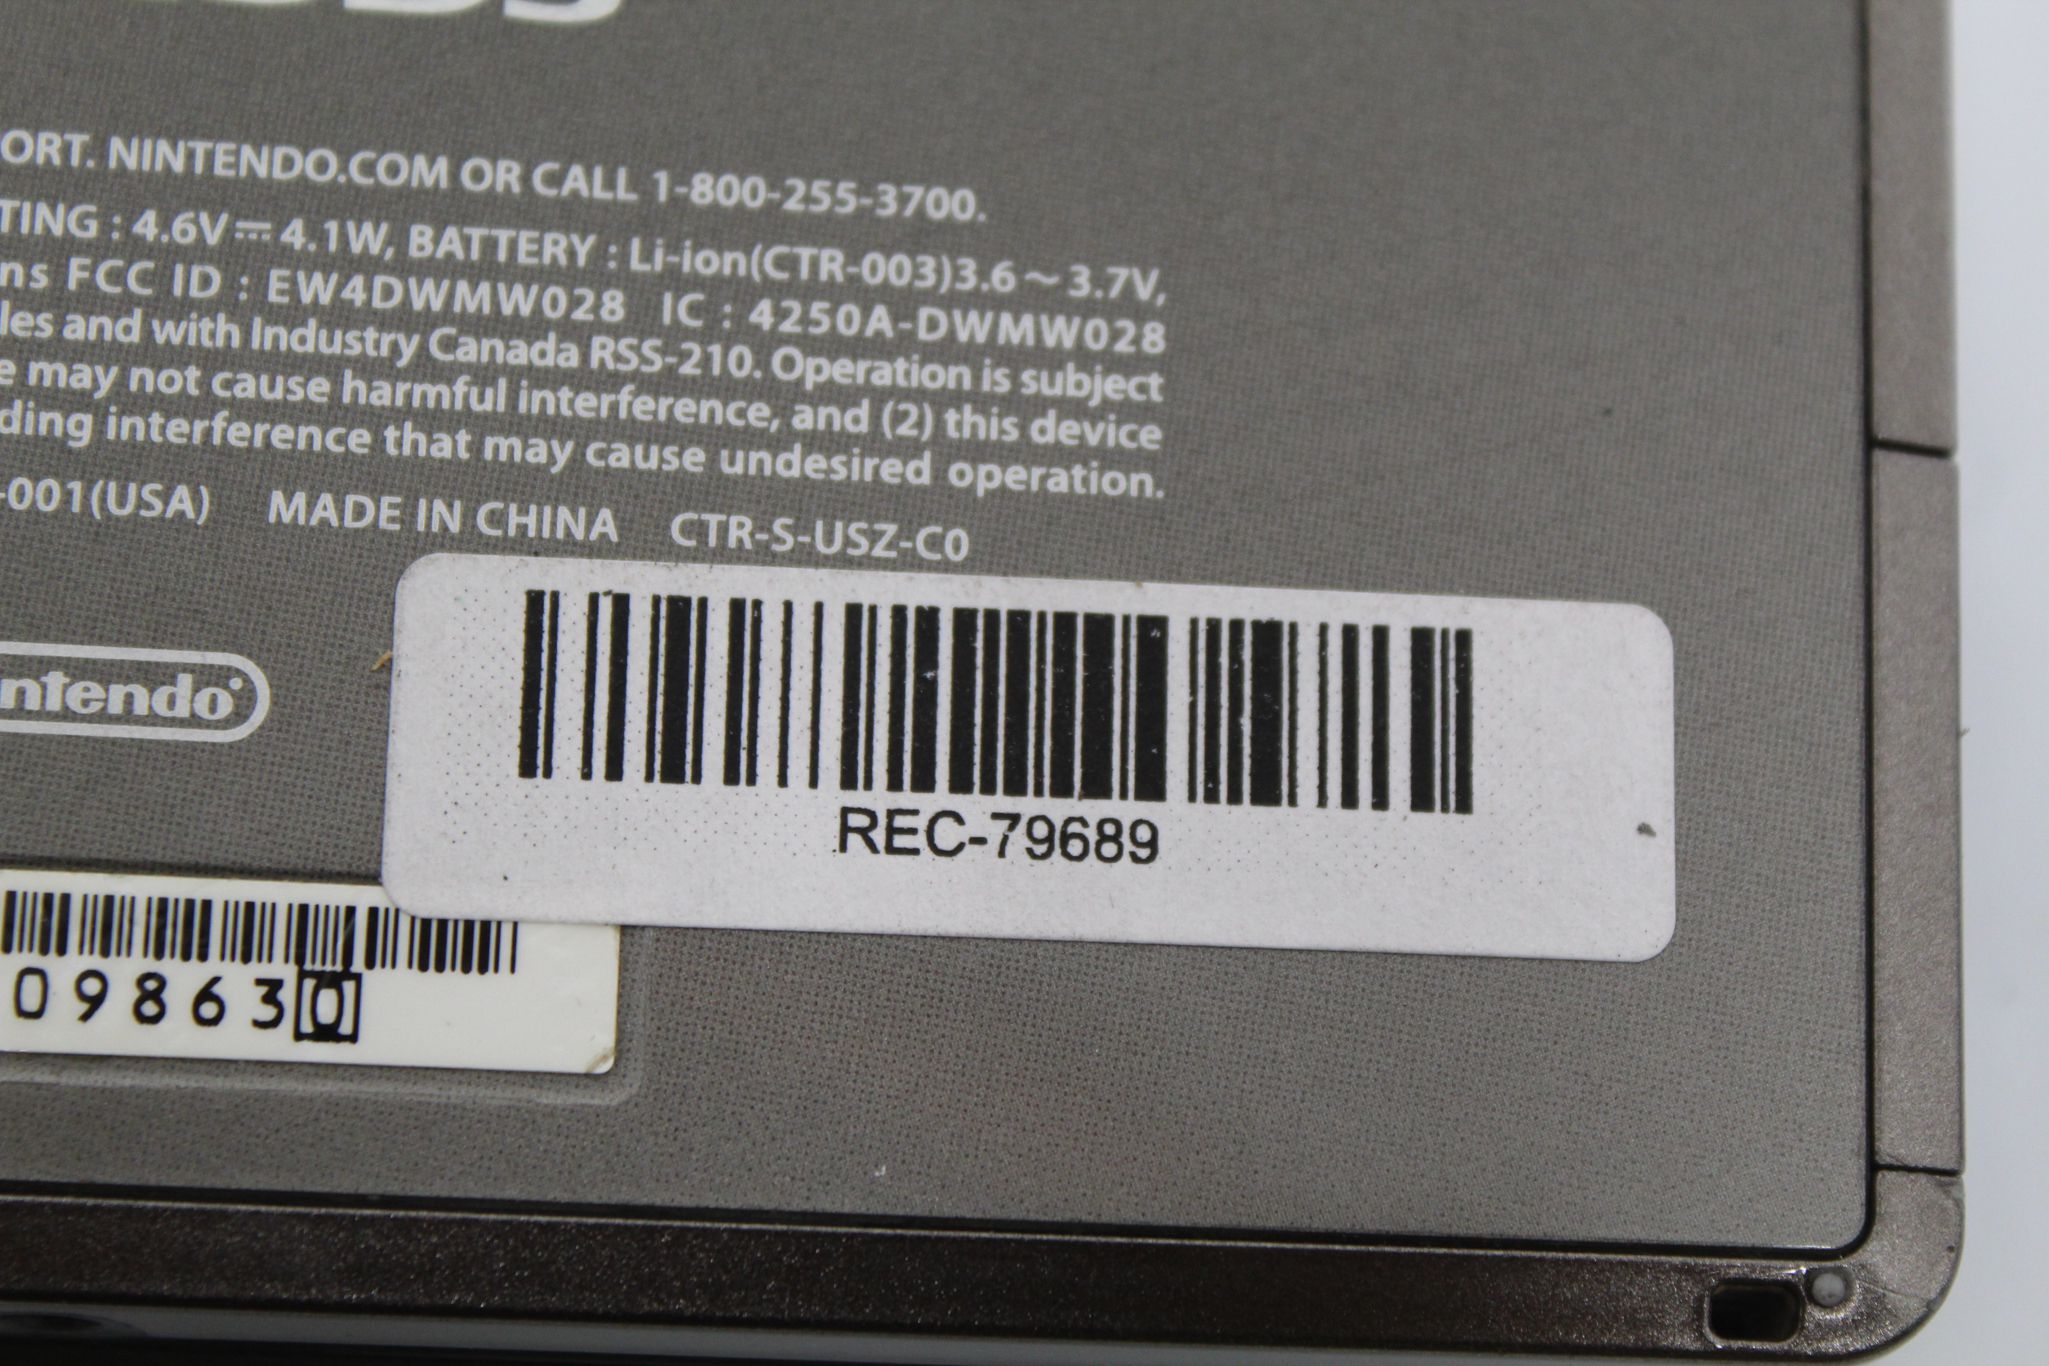 ORT. NINTENDO.COM OR CALL 1-800-255-3700.
TING : 4.6V⎓4.1W, BATTERY : Li-ion(CTR-003)3.6~3.7V,
ns FCC ID : EW4DWMW028 IC : 4250A-DWMW028
les and with Industry Canada RSS-210. Operation is subject
e may not cause harmful interference, and (2) this device
ding interference that may cause undesired operation.
-001(USA) MADE IN CHINA CTR-S-USZ-C0
REC-79689
ntendo
098630